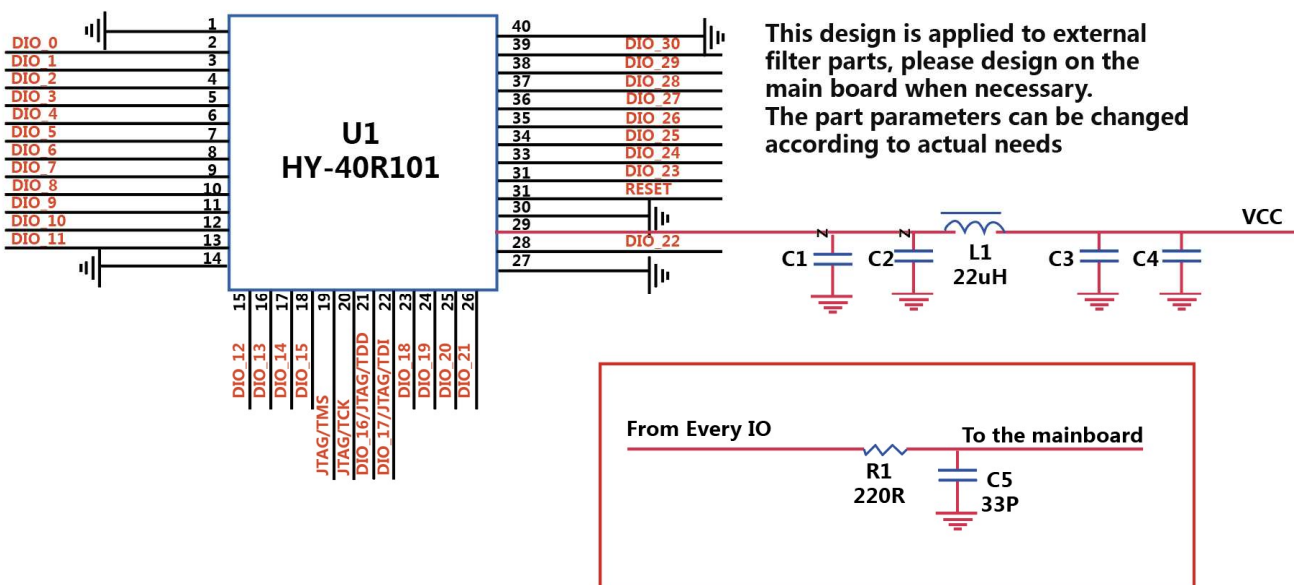 1
DIO_0
2
DIO_1
3
DIO_2
4
DIO_3
5
DIO_4
6
DIO_5
7
DIO_6
8
DIO_7
9
DIO_8
10
DIO_9
11
DIO_10
12
DIO_11
13
14
U1
HY-40R101
40
39
DIO_30
38
DIO_29
37
DIO_28
36
DIO_27
35
DIO_26
34
DIO_25
33
DIO_24
31
DIO_23
31
RESET
30
29
28
DIO_22
27
15
16
17
18
19
20
21
22
23
24
25
26
DIO_12
DIO_13
DIO_14
DIO_15
JTAG/TMS
JTAG/TCK
DIO_16/JTAG/TDD
DIO_17/JTAG/TDI
DIO_18
DIO_19
DIO_20
DIO_21
This design is applied to external
filter parts, please design on the
main board when necessary.
The part parameters can be changed
according to actual needs
VCC
z
z
C1
C2
L1
22uH
C3
C4
From Every IO
To the mainboard
R1
220R
C5
33P